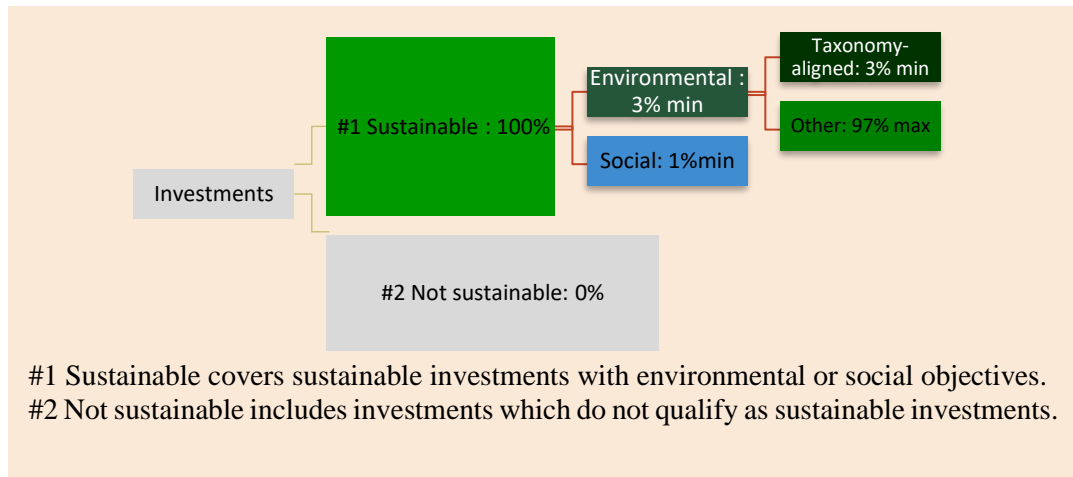 Investments
#1 Sustainable : 100%
Environmental :
3% min
Social: 1%min
Taxonomy-
aligned: 3% min
Other: 97% max
#2 Not sustainable: 0%
#1 Sustainable covers sustainable investments with environmental or social objectives.
#2 Not sustainable includes investments which do not qualify as sustainable investments.